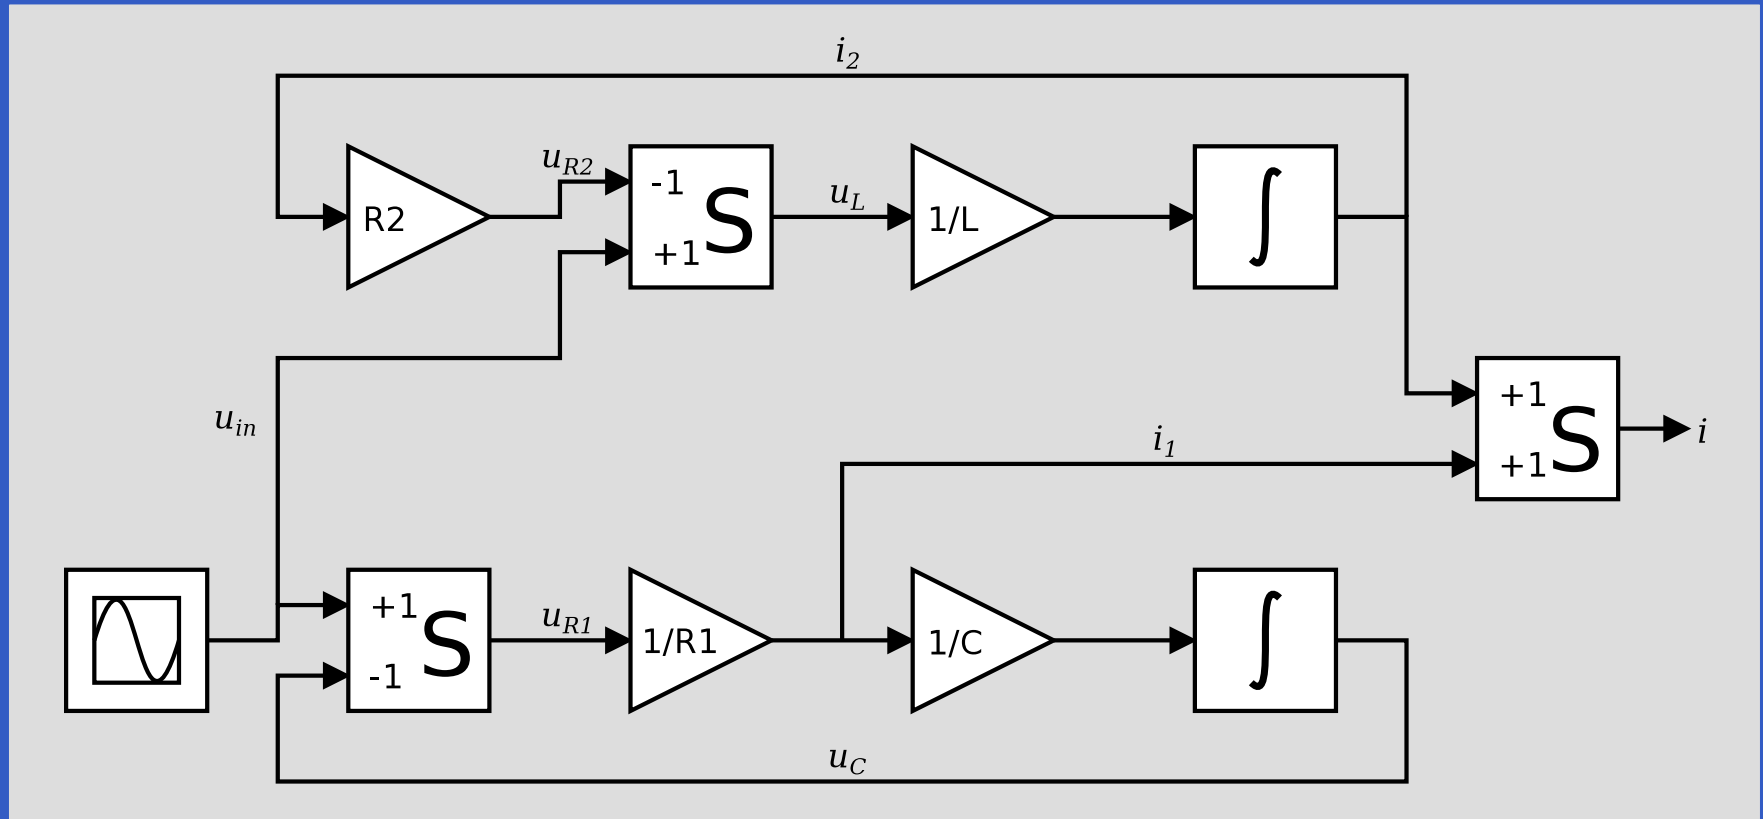 i2
uR2
-1
R2
S
uL
1/L
∫
+1
uin
+1
S
i
i1
+1
+1
S
uR1
1/R1
1/C
∫
-1
uC